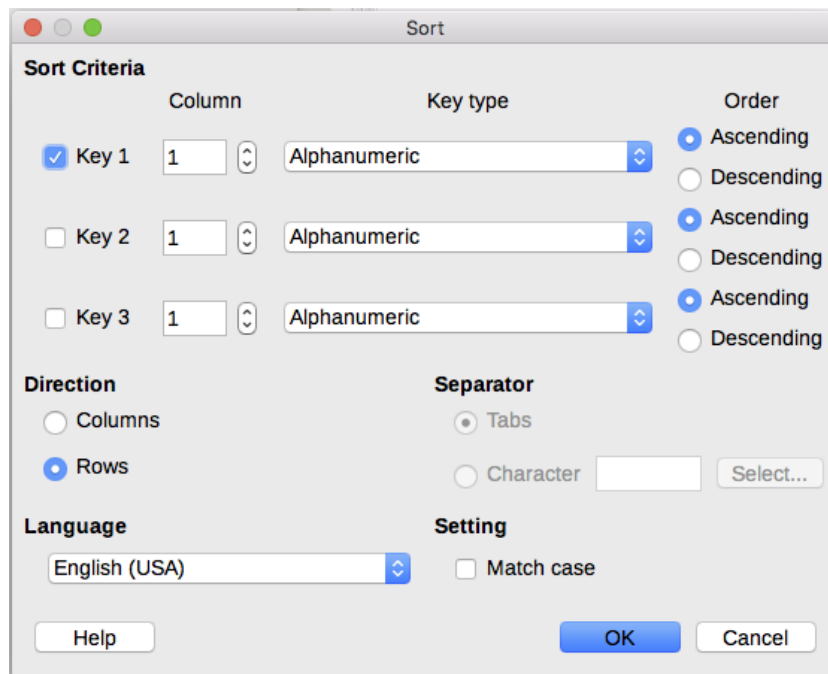 Sort
Sort Criteria
Column Key type Order
Key 1 1 Alphanumeric Ascending
Descending
Key 2 1 Alphanumeric Ascending
Descending
Key 3 1 Alphanumeric Ascending
Descending
Direction Separator
Columns Tabs
Rows Character Select...
Language Setting
English (USA) Match case
Help OK Cancel